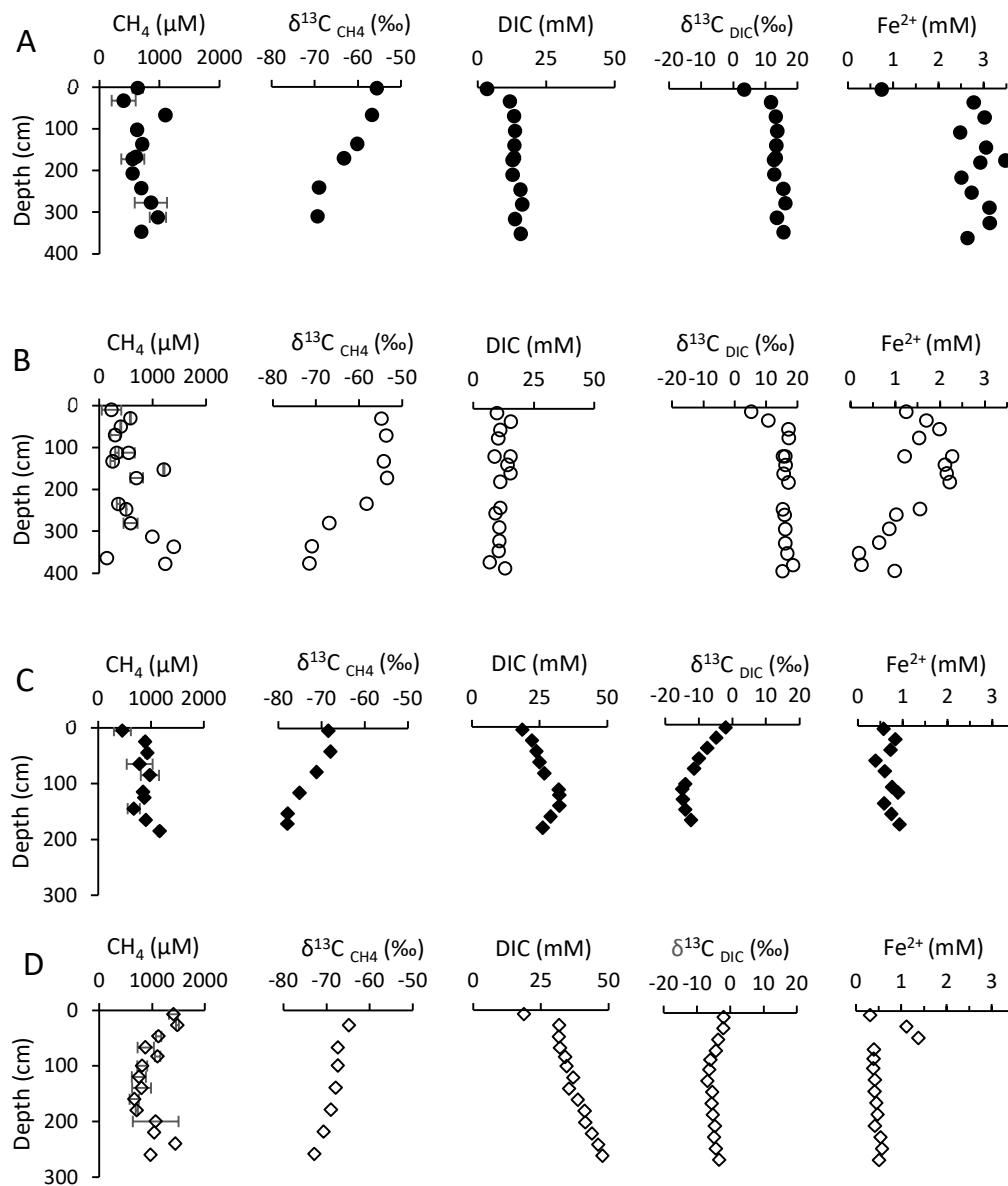 A
CH4 (µM) δ13C CH4 (‰) DIC (mM) δ13C DIC(‰) Fe2+ (mM)
0 1000 2000 -80 -70 -60 -50 0 25 50 -20 -10 0 10 20 0 1 2 3
0
100
200
300
400
Depth (cm)
B
CH4 (µM) δ13C CH4 (‰) DIC (mM) δ13C DIC (‰) Fe2+ (mM)
0 1000 2000 -80 -70 -60 -50 0 25 50 -20 -10 0 10 20 0 1 2 3
0
100
200
300
400
Depth (cm)
C
CH4 (µM) δ13C CH4 (‰) DIC (mM) δ13C DIC (‰) Fe2+ (mM)
0 1000 2000 -80 -70 -60 -50 0 25 50 -20 -10 0 10 20 0 1 2 3
0
100
200
300
Depth (cm)
D
CH4 (µM) δ13C CH4 (‰) DIC (mM) δ13C DIC (‰) Fe2+ (mM)
0 1000 2000 -80 -70 -60 -50 0 25 50 -20 -10 0 10 20 0 1 2 3
0
100
200
300
Depth (cm)